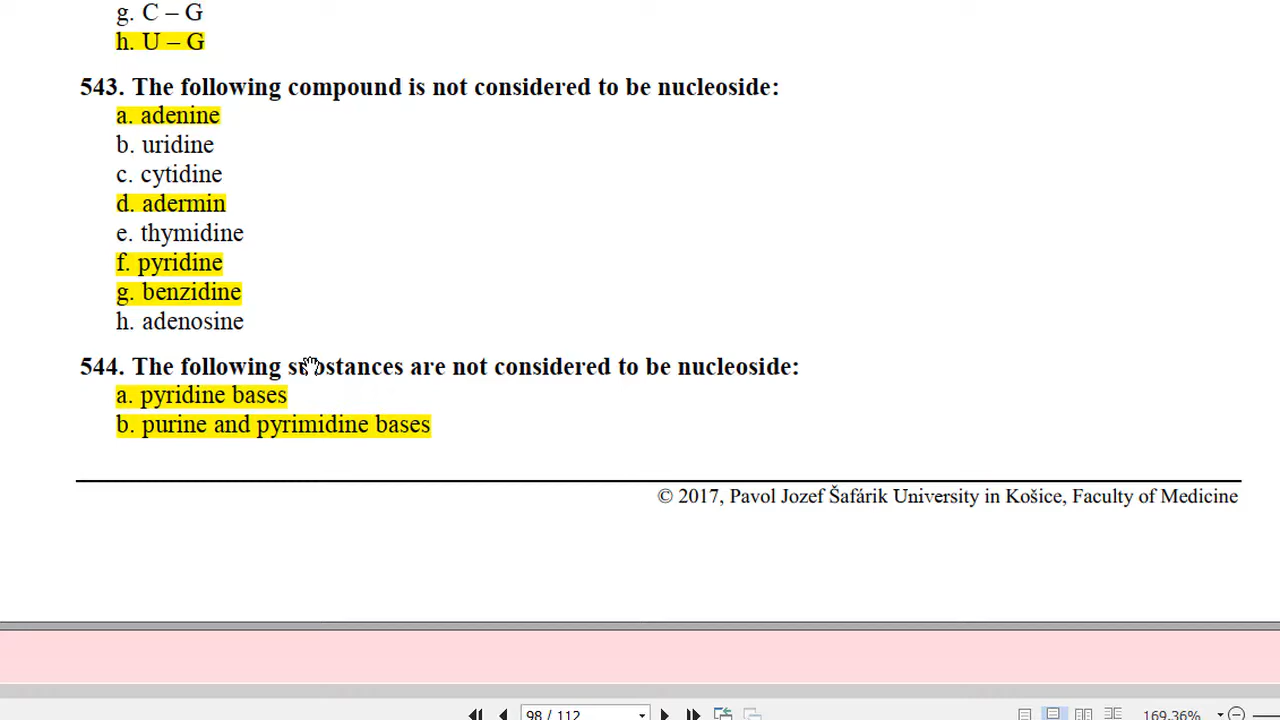 g. C – G
h. U – G
543. The following compound is not considered to be nucleoside:
a. adenine
b. uridine
c. cytidine
d. adermin
e. thymidine
f. pyridine
g. benzidine
h. adenosine
544. The following substances are not considered to be nucleoside:
a. pyridine bases
b. purine and pyrimidine bases
© 2017, Pavol Jozef Šafárik University in Košice, Faculty of Medicine
98 / 112
169.36%